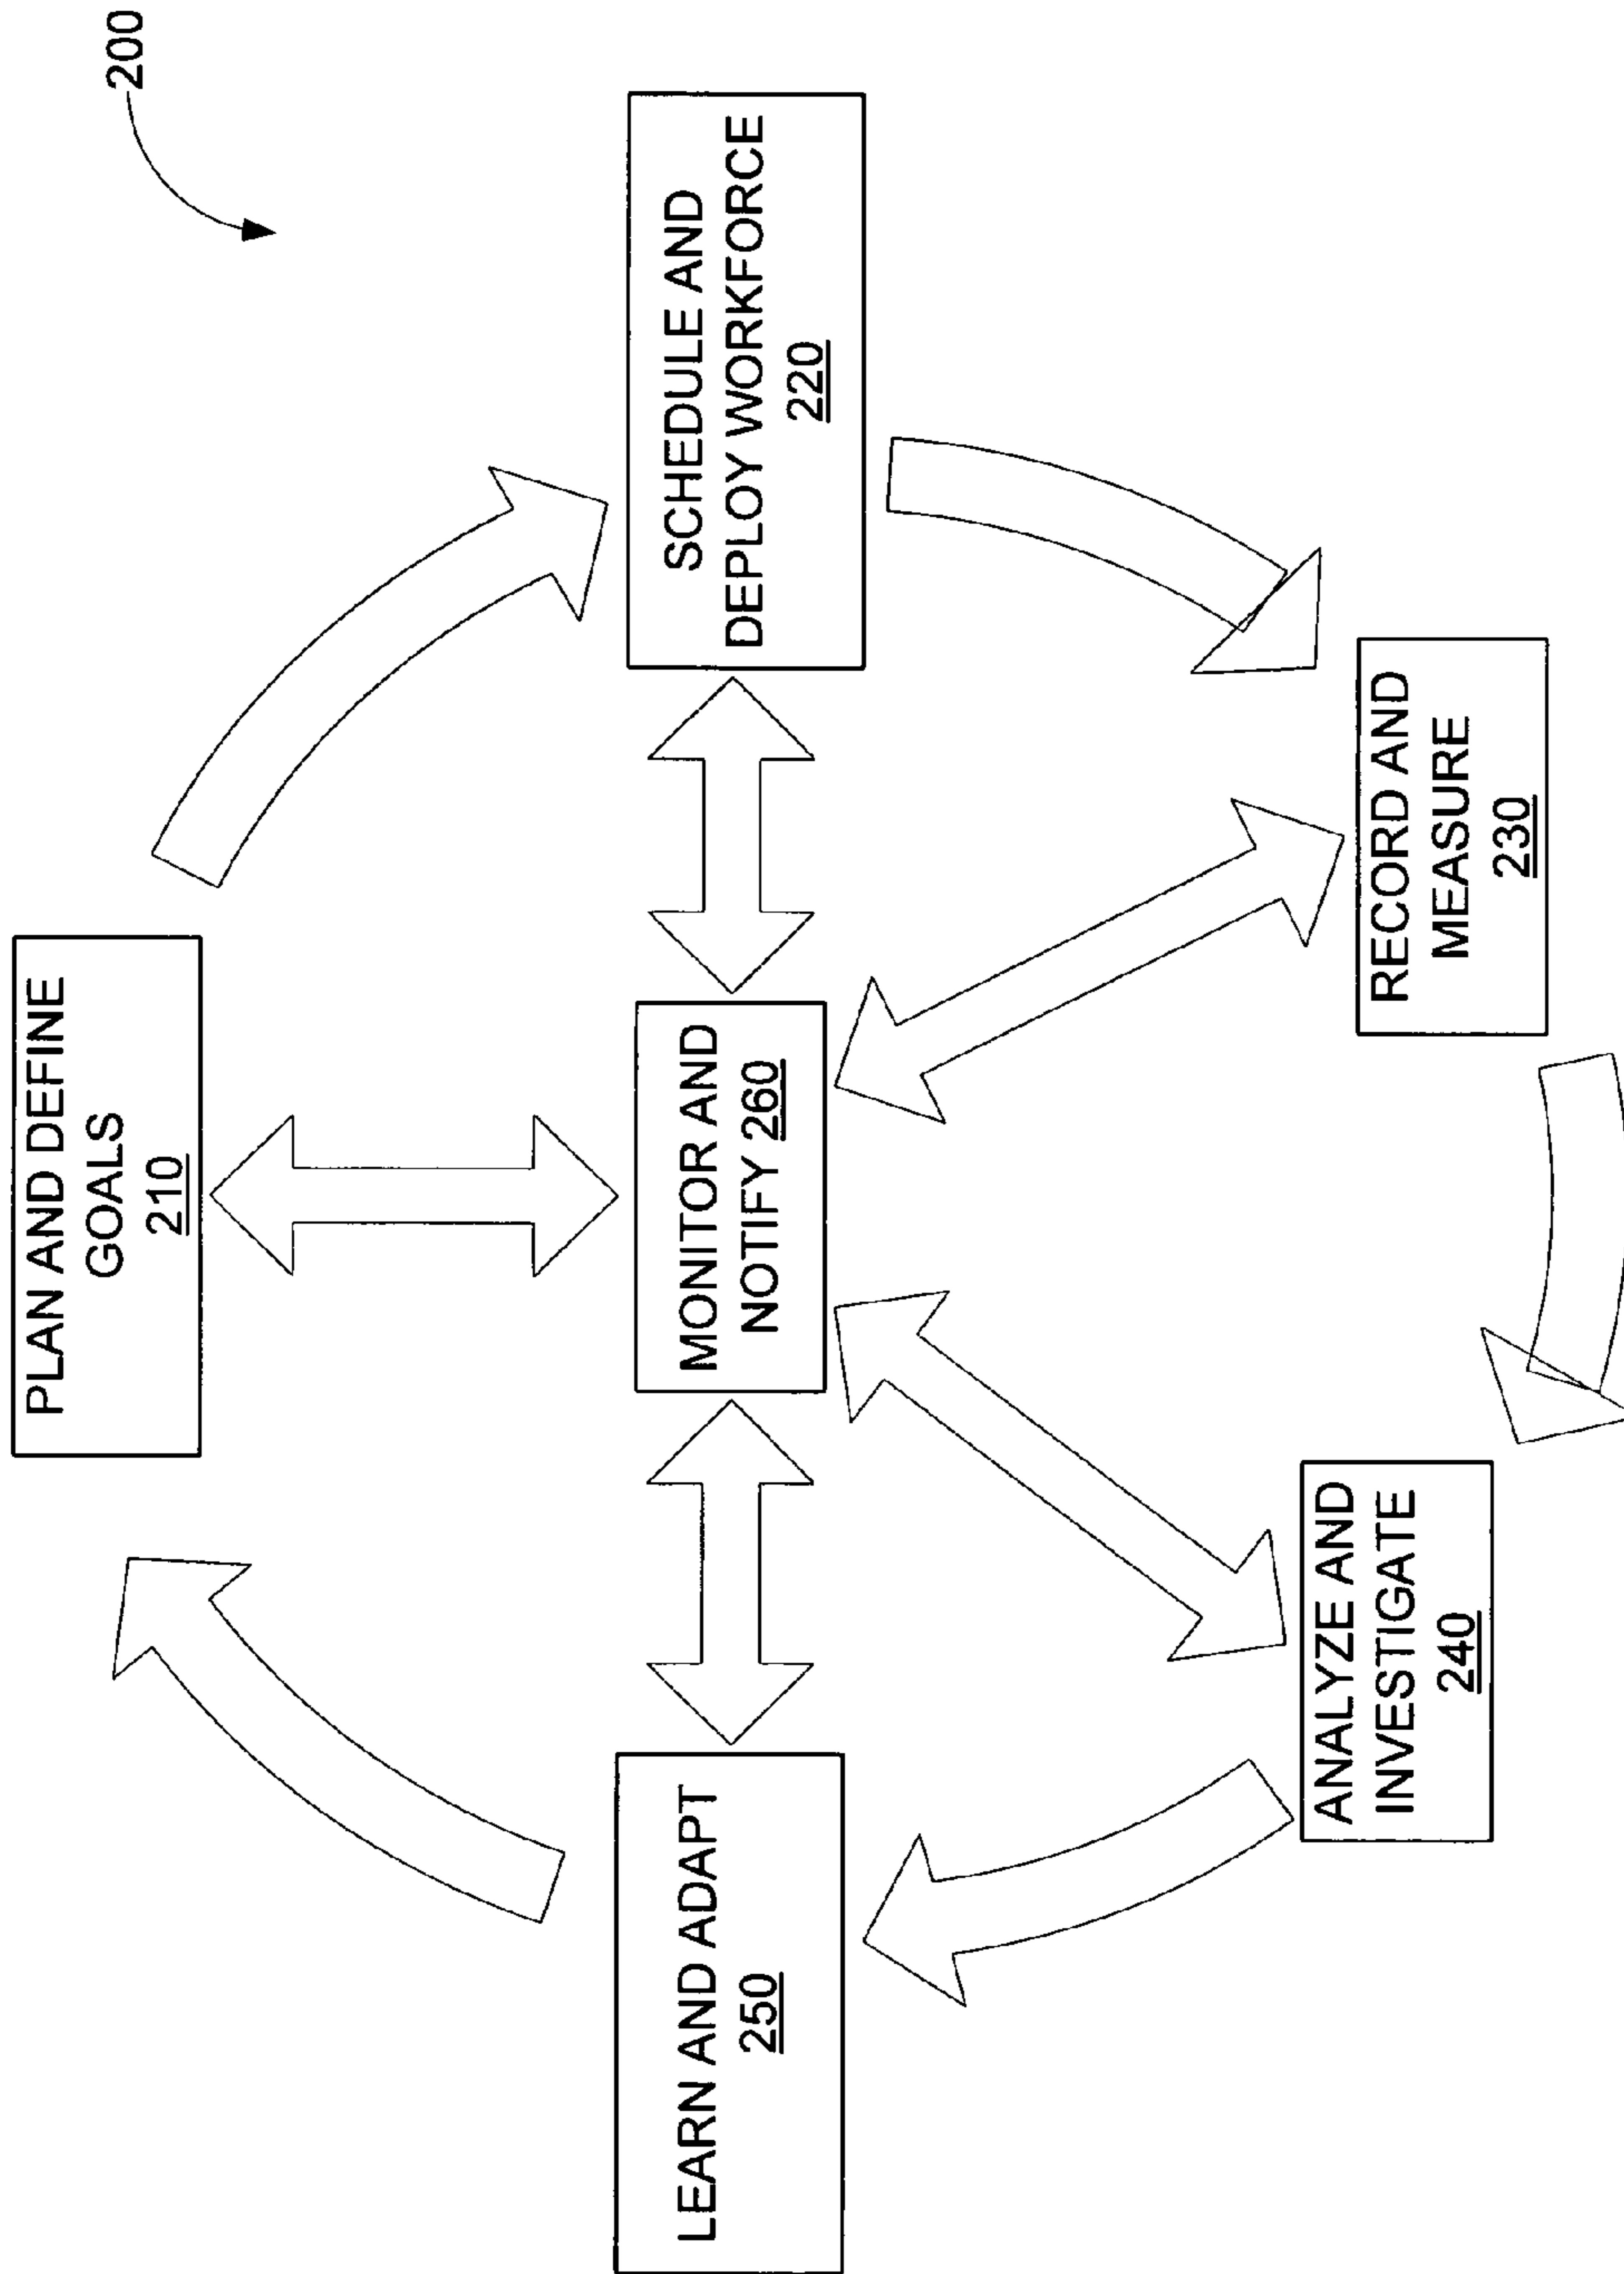 200
PLAN AND DEFINE
GOALS
210
SCHEDULE AND
DEPLOY WORKFORCE
220
MONITOR AND
NOTIFY 260
LEARN AND ADAPT
250
RECORD AND
MEASURE
230
ANALYZE AND
INVESTIGATE
240